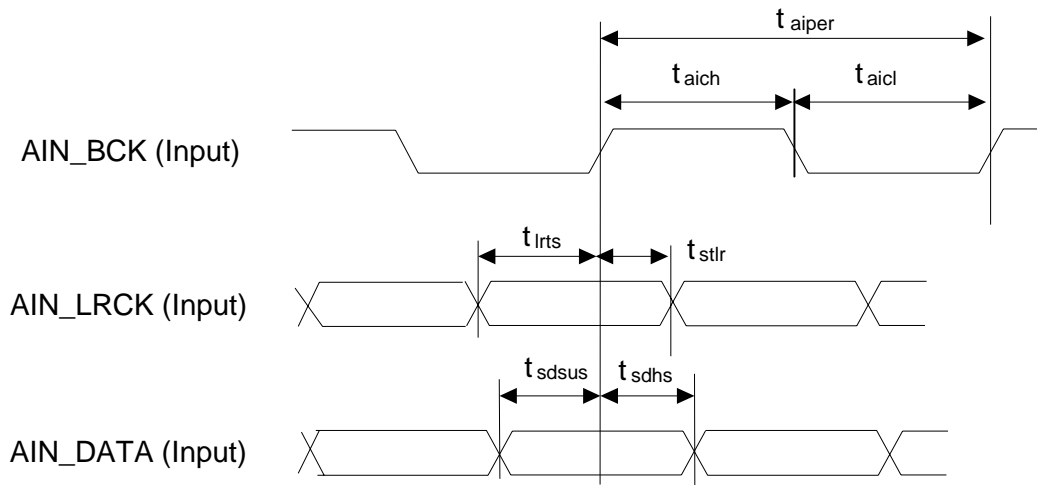 t aiper
t aich
t aicl
AIN_BCK (Input)
t lrts
t stlr
AIN_LRCK (Input)
t sdsus
t sdhs
AIN_DATA (Input)